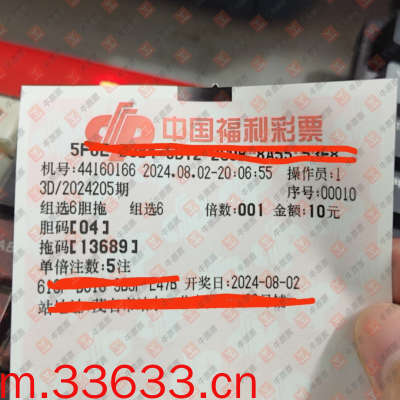 中国福利彩票
机号:44160166 2024.08.02-20:06:55 操作员:1
3D/2024205期 序号:00010
组选6胆拖 组选6 倍数:001 金额:10元
胆码[04]
拖码[13689]
单倍注数:5注
E47B 开奖日:2024-08-02
m.33633.cn